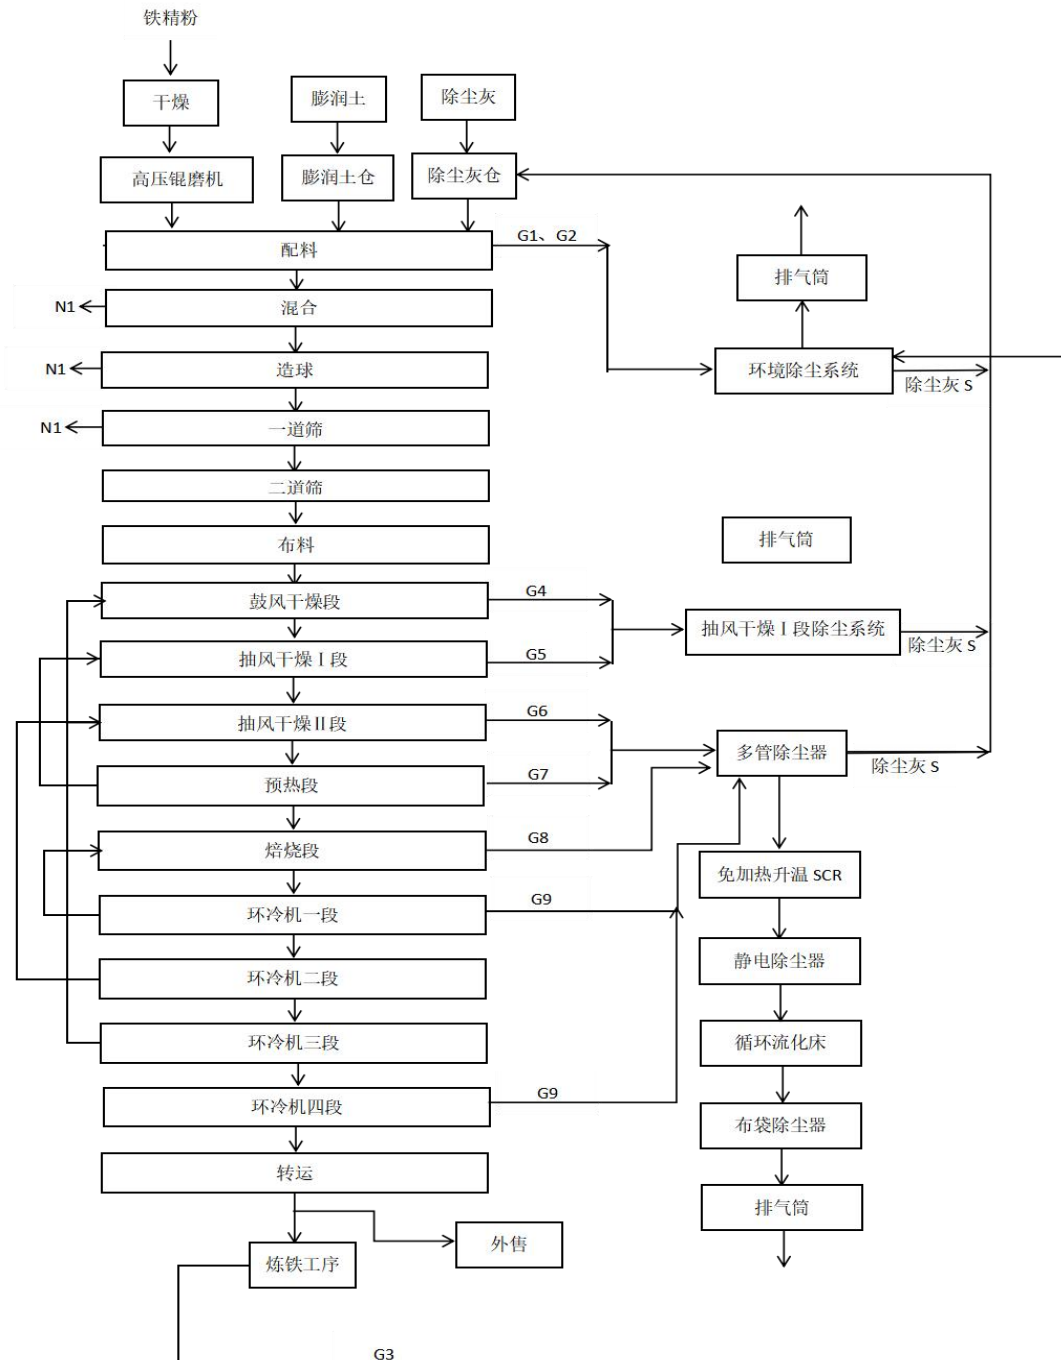 铁精粉
干燥
膨润土
除尘灰
高压辊磨机
膨润土仓
除尘灰仓
配料
G1、G2
排气筒
N1
混合
N1
造球
环境除尘系统
除尘灰 S
N1
一道筛
二道筛
布料
排气筒
鼓风干燥段
G4
抽风干燥Ⅰ段除尘系统
除尘灰 S
抽风干燥Ⅰ段
G5
抽风干燥II段
G6
多管除尘器
除尘灰 S
预热段
G7
焙烧段
G8
免加热升温 SCR
环冷机一段
G9
静电除尘器
环冷机二段
环冷机三段
循环流化床
环冷机四段
G9
布袋除尘器
转运
排气筒
外售
炼铁工序
G3